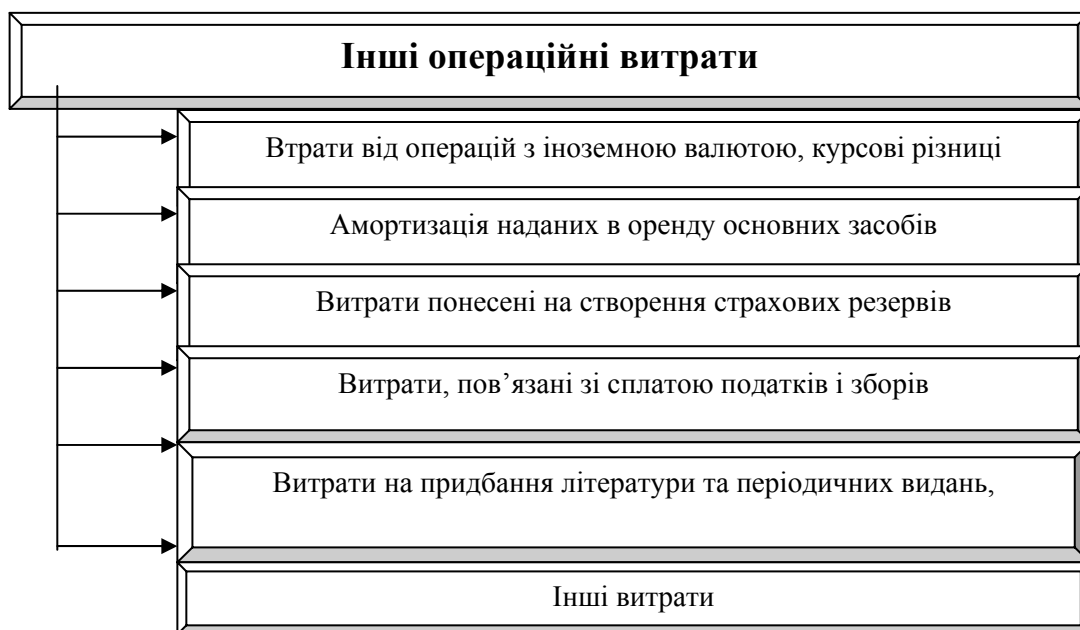 Інші операційні витрати
Втрати від операцій з іноземною валютою, курсові різниці
Амортизація наданих в оренду основних засобів
Витрати понесені на створення страхових резервів
Витрати, пов’язані зі сплатою податків і зборів
Витрати на придбання літератури та періодичних видань,
Інші витрати